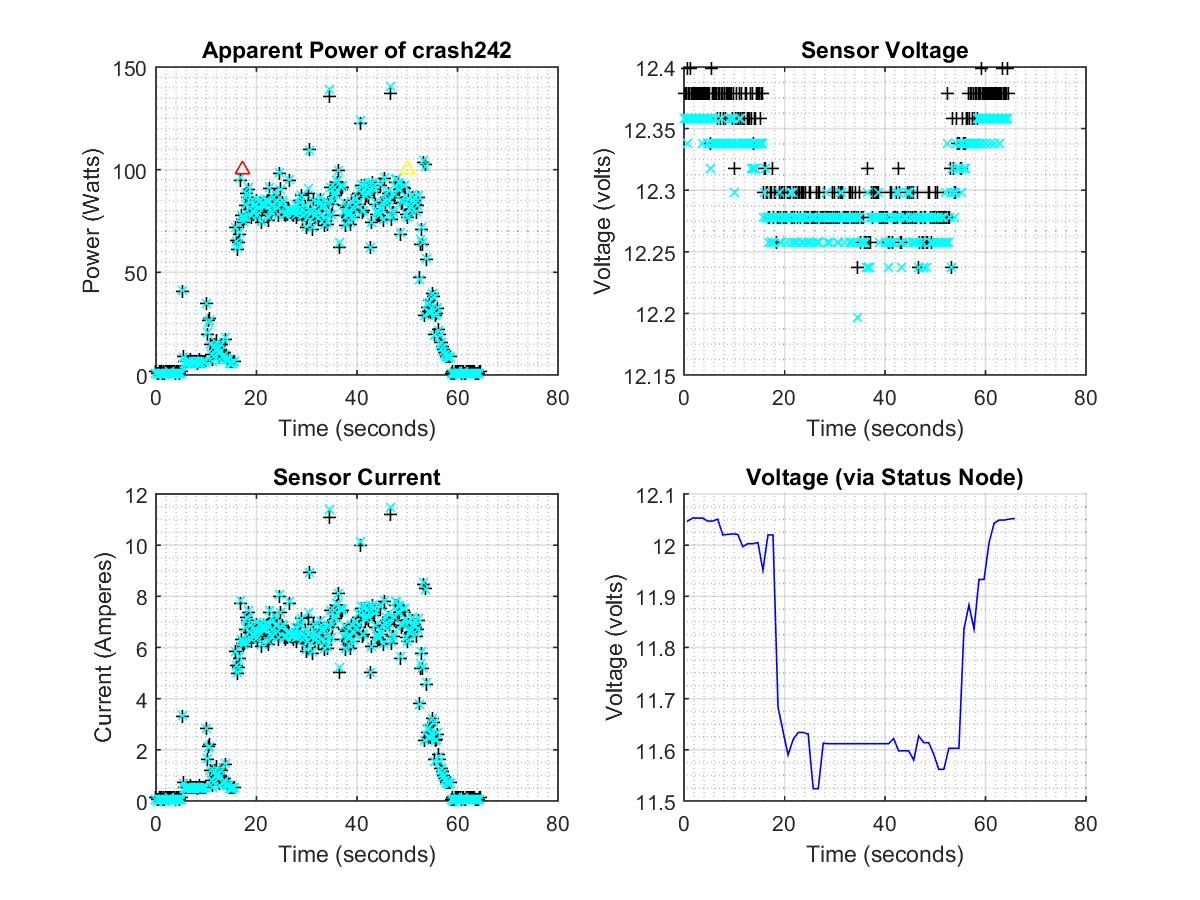 Apparent Power of crash242
150
100
50
0
0 20 40 60 80
Power (Watts)
Time (seconds)
Sensor Voltage
12.4
12.35
12.3
12.25
12.2
12.15
0 20 40 60 80
Voltage (volts)
Time (seconds)
Sensor Current
12
10
8
6
4
2
0
0 20 40 60 80
Current (Amperes)
Time (seconds)
Voltage (via Status Node)
12.1
12
11.9
11.8
11.7
11.6
11.5
0 20 40 60 80
Voltage (volts)
Time (seconds)